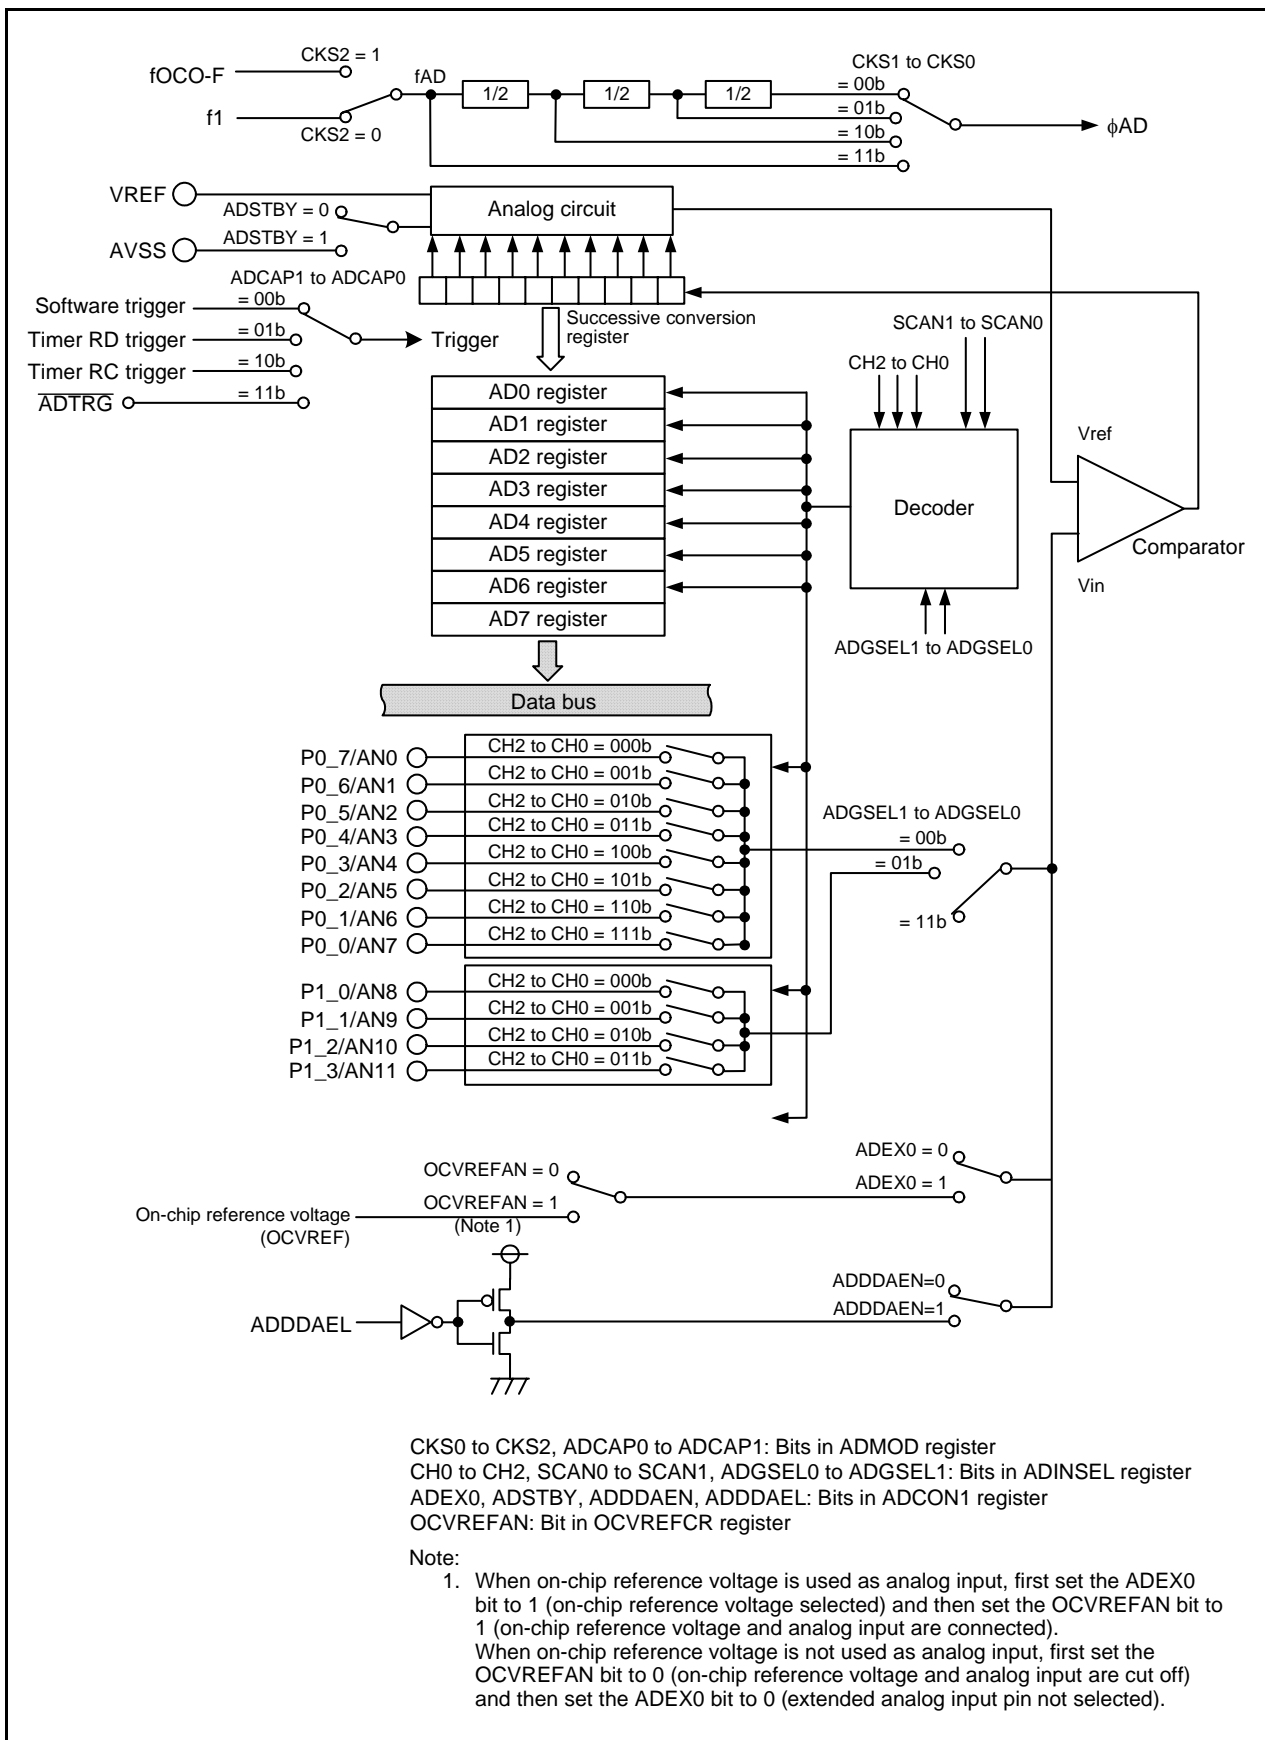 CKS2 = 1
fOCO-F
f1
CKS2 = 0
fAD
1/2
1/2
1/2
CKS1 to CKS0
= 00b
= 01b
= 10b
= 11b
ϕAD
VREF
AVSS
ADSTBY = 0
ADSTBY = 1
Analog circuit
ADCAP1 to ADCAP0
Software trigger
= 00b
Timer RD trigger
= 01b
Timer RC trigger
= 10b
ADTRG
= 11b
Trigger
Successive conversion
register
AD0 register
AD1 register
AD2 register
AD3 register
AD4 register
AD5 register
AD6 register
AD7 register
Data bus
SCAN1 to SCAN0
CH2 to CH0
Decoder
ADGSEL1 to ADGSEL0
Vref
Comparator
Vin
P0_7/AN0
CH2 to CH0 = 000b
P0_6/AN1
CH2 to CH0 = 001b
P0_5/AN2
CH2 to CH0 = 010b
P0_4/AN3
CH2 to CH0 = 011b
P0_3/AN4
CH2 to CH0 = 100b
P0_2/AN5
CH2 to CH0 = 101b
P0_1/AN6
CH2 to CH0 = 110b
P0_0/AN7
CH2 to CH0 = 111b
ADGSEL1 to ADGSEL0
= 00b
= 01b
= 11b
P1_0/AN8
CH2 to CH0 = 000b
P1_1/AN9
CH2 to CH0 = 001b
P1_2/AN10
CH2 to CH0 = 010b
P1_3/AN11
CH2 to CH0 = 011b
ADEX0 = 0
ADEX0 = 1
OCVREFAN = 0
OCVREFAN = 1
(Note 1)
On-chip reference voltage
(OCVREF)
ADDDAEN=0
ADDDAEN=1
ADDDAEL
CKS0 to CKS2, ADCAP0 to ADCAP1: Bits in ADMOD register
CH0 to CH2, SCAN0 to SCAN1, ADGSEL0 to ADGSEL1: Bits in ADINSEL register
ADEX0, ADSTBY, ADDDAEN, ADDDAEL: Bits in ADCON1 register
OCVREFAN: Bit in OCVREFCR register
Note:
1. When on-chip reference voltage is used as analog input, first set the ADEX0
bit to 1 (on-chip reference voltage selected) and then set the OCVREFAN bit to
1 (on-chip reference voltage and analog input are connected).
When on-chip reference voltage is not used as analog input, first set the
OCVREFAN bit to 0 (on-chip reference voltage and analog input are cut off)
and then set the ADEX0 bit to 0 (extended analog input pin not selected).